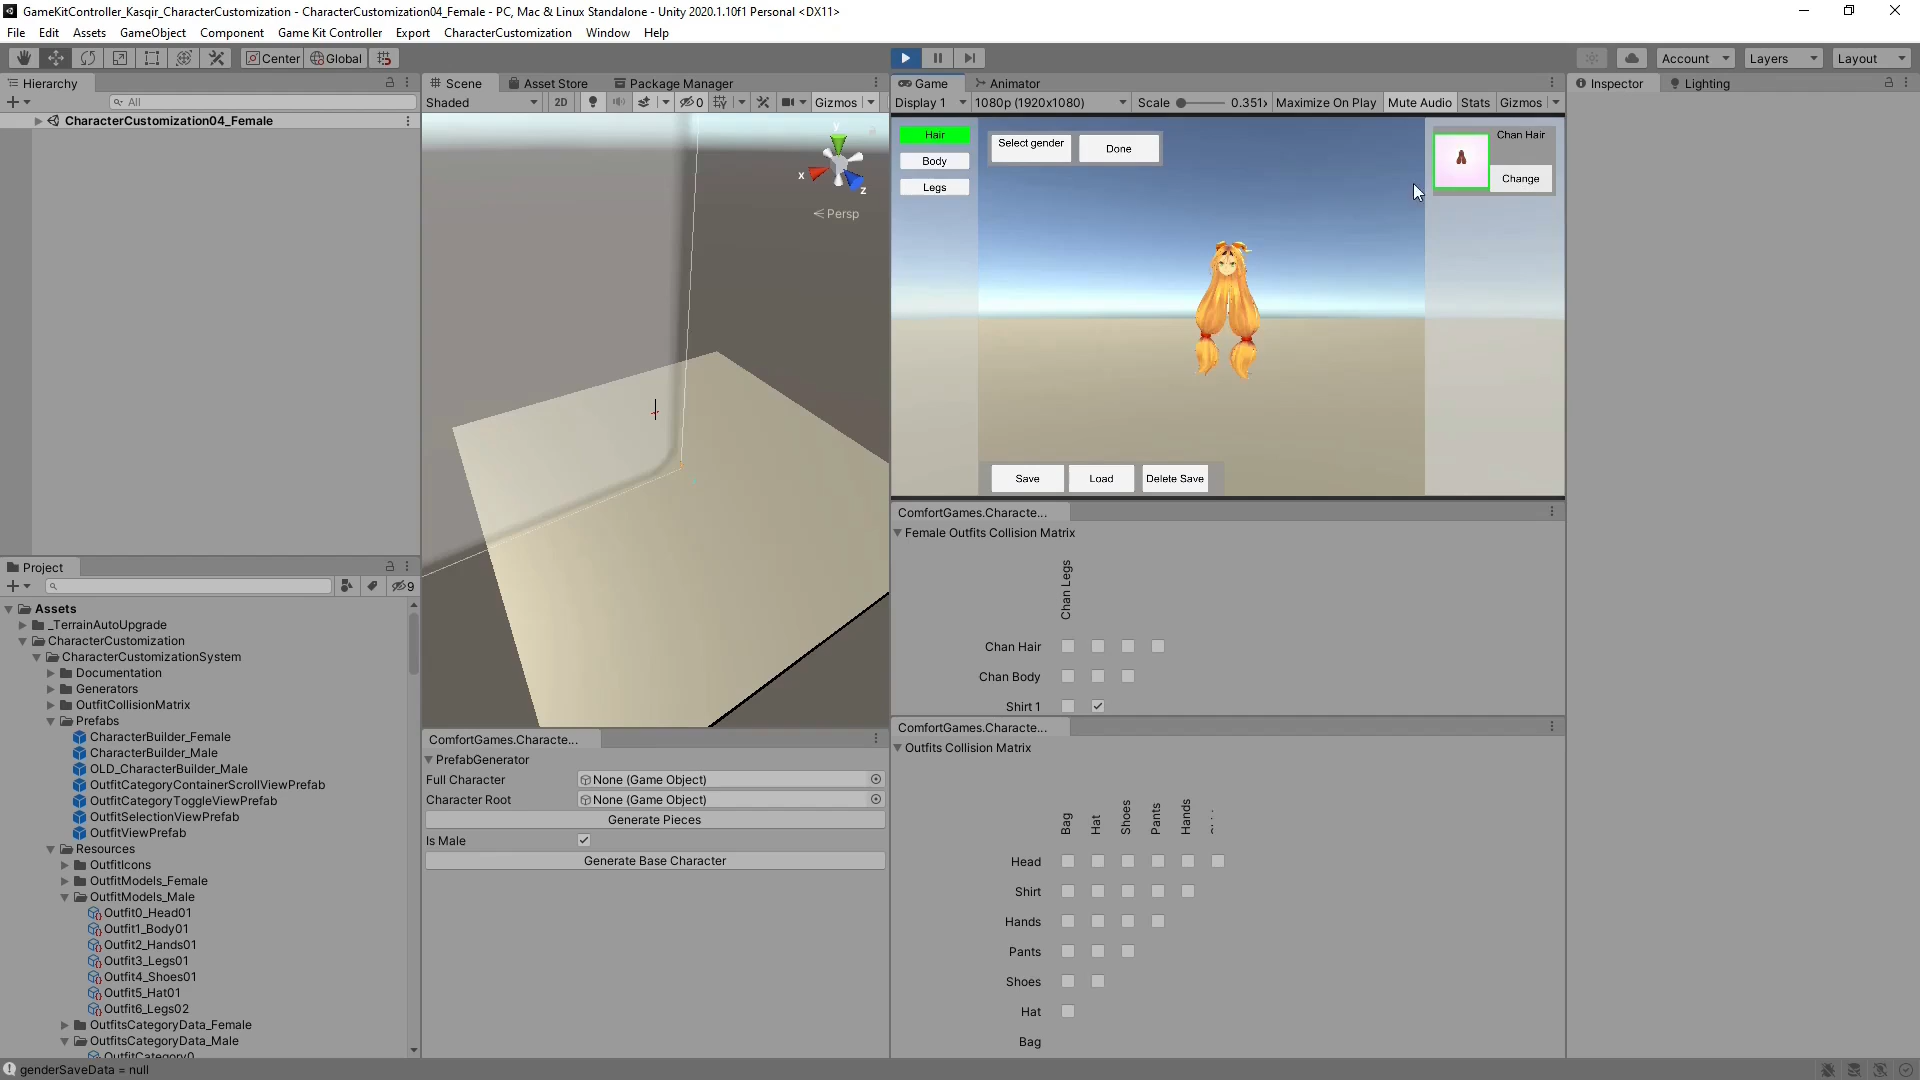 GameKitController_Kasqir_CharacterCustomization - CharacterCustomization04_Female - PC, Mac & Linux Standalone - Unity 2020.1.10f1 Personal <DX11>
File Edit Assets GameObject Component Game Kit Controller Export CharacterCustomization Window Help
Center Global Account Layers Layout
Hierarchy
All
CharacterCustomization04_Female
Scene Asset Store Package Manager
Shaded 2D 0 Gizmos
y
x
z
Persp
Game Animator
Display 1 1080p (1920x1080) Scale 0.351x Maximize On Play Mute Audio Stats Gizmos
Hair
Body
Legs
Select gender
Done
Chan Hair
Change
Save
Load
Delete Save
Inspector Lighting
ComfortGames.Characte...
Female Outfits Collision Matrix
Chan Legs
Chan Hair
Chan Body
Shirt 1
ComfortGames.Characte...
Outfits Collision Matrix
Bag
Hat
Shoes
Pants
Hands
Head
Shirt
Hands
Pants
Shoes
Hat
Bag
ComfortGames.Characte...
PrefabGenerator
Full Character None (Game Object)
Character Root None (Game Object)
Generate Pieces
Is Male
Generate Base Character
Project
9
Assets
_TerrainAutoUpgrade
CharacterCustomization
CharacterCustomizationSystem
Documentation
Generators
OutfitCollisionMatrix
Prefabs
CharacterBuilder_Female
CharacterBuilder_Male
OLD_CharacterBuilder_Male
OutfitCategoryContainerScrollViewPrefab
OutfitCategoryToggleViewPrefab
OutfitSelectionViewPrefab
OutfitViewPrefab
Resources
OutfitIcons
OutfitModels_Female
OutfitModels_Male
Outfit0_Head01
Outfit1_Body01
Outfit2_Hands01
Outfit3_Legs01
Outfit4_Shoes01
Outfit5_Hat01
Outfit6_Legs02
OutfitsCategoryData_Female
OutfitsCategoryData_Male
OutfitCategory0
genderSaveData = null